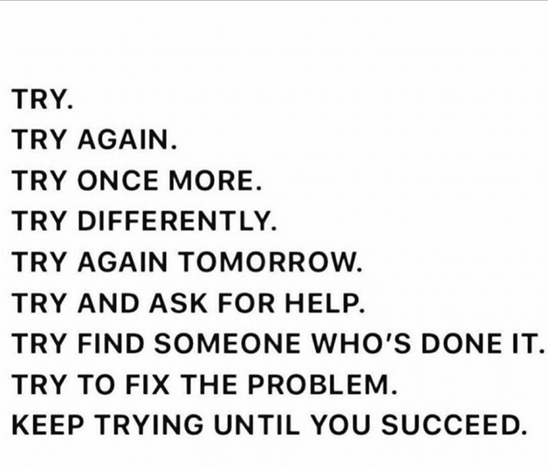 TRY.
TRY AGAIN.
TRY ONCE MORE.
TRY DIFFERENTLY.
TRY AGAIN TOMORROW.
TRY AND ASK FOR HELP.
TRY FIND SOMEONE WHO'S DONE IT.
TRY TO FIX THE PROBLEM.
KEEP TRYING UNTIL YOU SUCCEED.